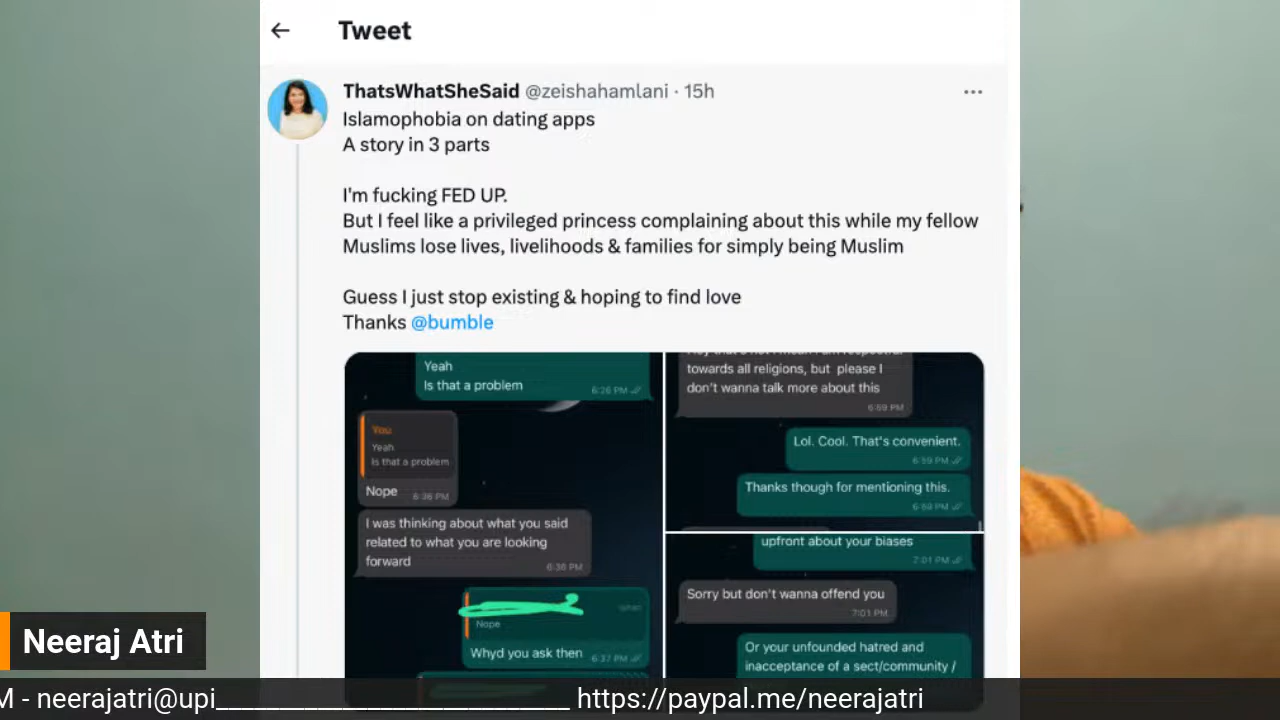 Tweet
ThatsWhatSheSaid @zeishahamlani · 15h
Islamophobia on dating apps
A story in 3 parts
I'm fucking FED UP.
But I feel like a privileged princess complaining about this while my fellow
Muslims lose lives, livelihoods & families for simply being Muslim
Guess I just stop existing & hoping to find love
Thanks @bumble
Yeah
Is that a problem
6:26 PM
You
Yeah
Is that a problem
Nope
6:36 PM
I was thinking about what you said
related to what you are looking
forward
6:36 PM
Nope
Whyd you ask then
6:37 PM
towards all religions, but please I
don't wanna talk more about this
6:59 PM
Lol. Cool. That's convenient.
6:59 PM
Thanks though for mentioning this.
6:59 PM
upfront about your biases
7:01 PM
Sorry but don't wanna offend you
7:01 PM
Or your unfounded hatred and
inacceptance of a sect/community /
Neeraj Atri
M - neerajatri@upi______________________________ https://paypal.me/neerajatri